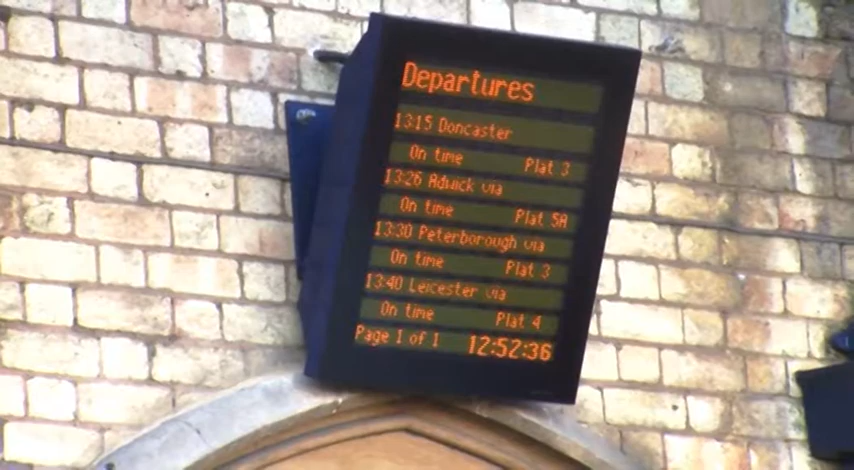 Departures
13:15 Doncaster
On time Plat 3
13:26 Adwick via
On time Plat 5A
13:30 Peterborough via
On time Plat 3
13:40 Leicester via
On time Plat 4
Page 1 of 1 12:52:36